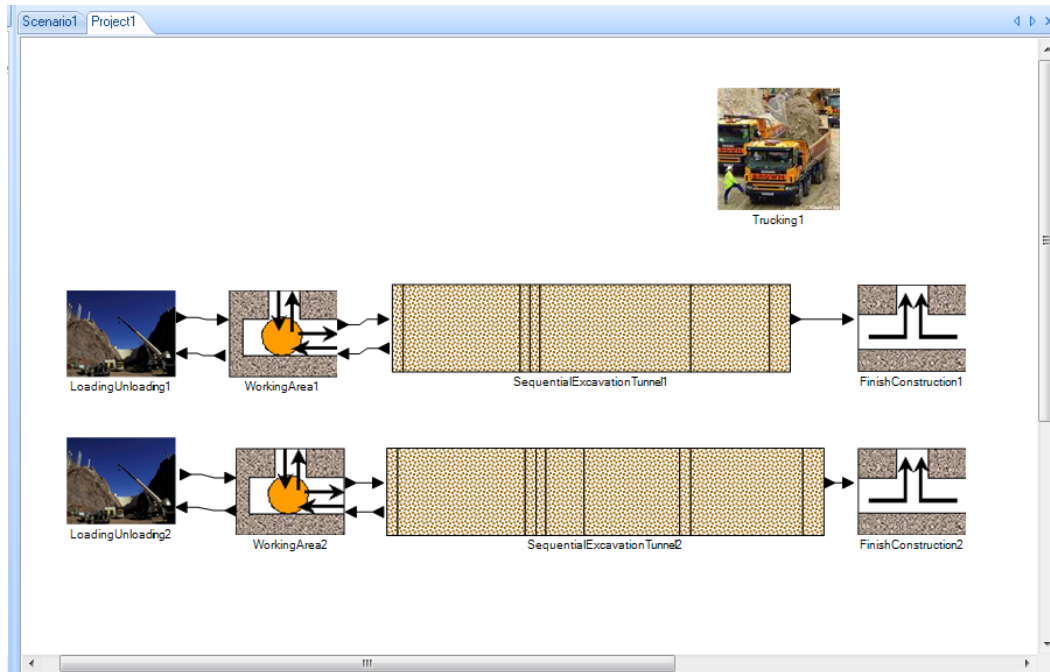 Scenario1
Project1
Trucking1
LoadingUnloading1
WorkingArea1
SequentialExcavationTunnel1
FinishConstruction1
LoadingUnloading2
WorkingArea2
SequentialExcavationTunnel2
FinishConstruction2